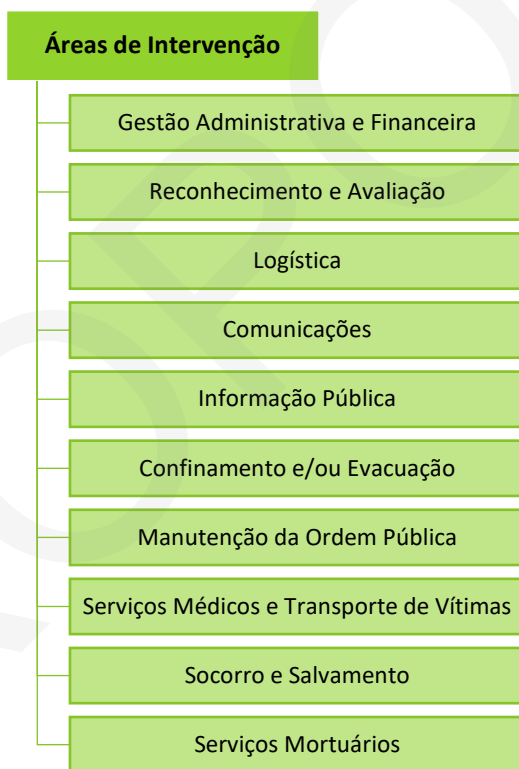 Áreas de Intervenção
Gestão Administrativa e Financeira
Reconhecimento e Avaliação
Logística
Comunicações
Informação Pública
Confinamento e/ou Evacuação
Manutenção da Ordem Pública
Serviços Médicos e Transporte de Vítimas
Socorro e Salvamento
Serviços Mortuários